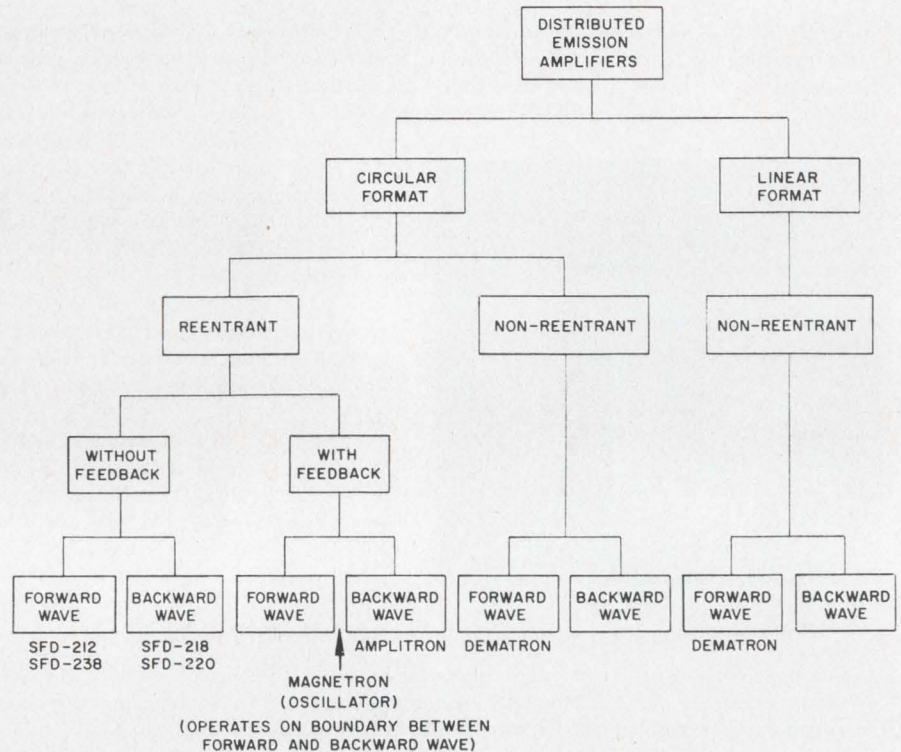 DISTRIBUTED
EMISSION
AMPLIFIERS
CIRCULAR
FORMAT
LINEAR
FORMAT
REENTRANT
NON-REENTRANT
NON-REENTRANT
WITHOUT
FEEDBACK
WITH
FEEDBACK
FORWARD
WAVE
BACKWARD
WAVE
FORWARD
WAVE
BACKWARD
WAVE
FORWARD
WAVE
BACKWARD
WAVE
FORWARD
WAVE
BACKWARD
WAVE
SFD-212
SFD-238
SFD-218
SFD-220
AMPLITRON
DEMATRON
DEMATRON
MAGNETRON
(OSCILLATOR)
(OPERATES ON BOUNDARY BETWEEN
FORWARD AND BACKWARD WAVE)